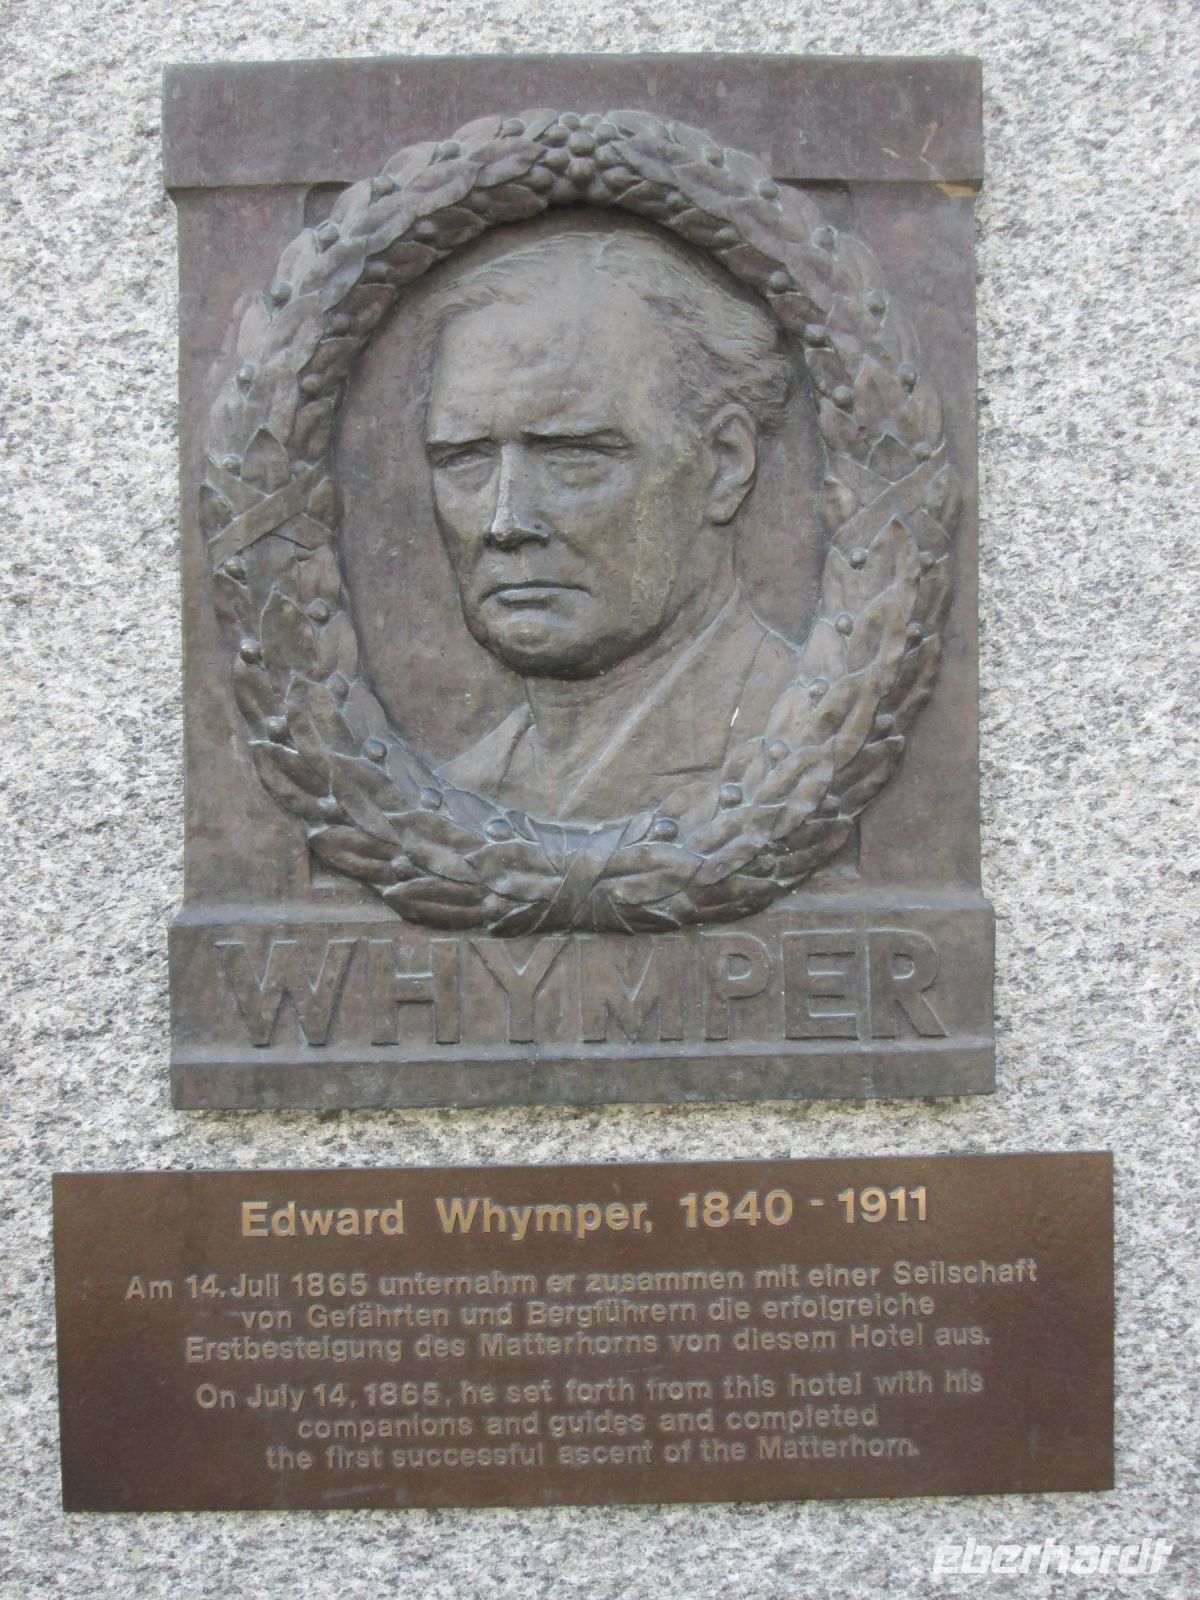 WHYMPER
Edward Whymper, 1840 - 1911
Am 14. Juli 1865 unternahm er zusammen mit einer Seilschaft
von Gefährten und Bergführern die erfolgreiche
Erstbesteigung des Matterhorns von diesem Hotel aus.
On July 14, 1865, he set forth from this hotel with his
companions and guides and completed
the first successful ascent of the Matterhorn.
eberhardt